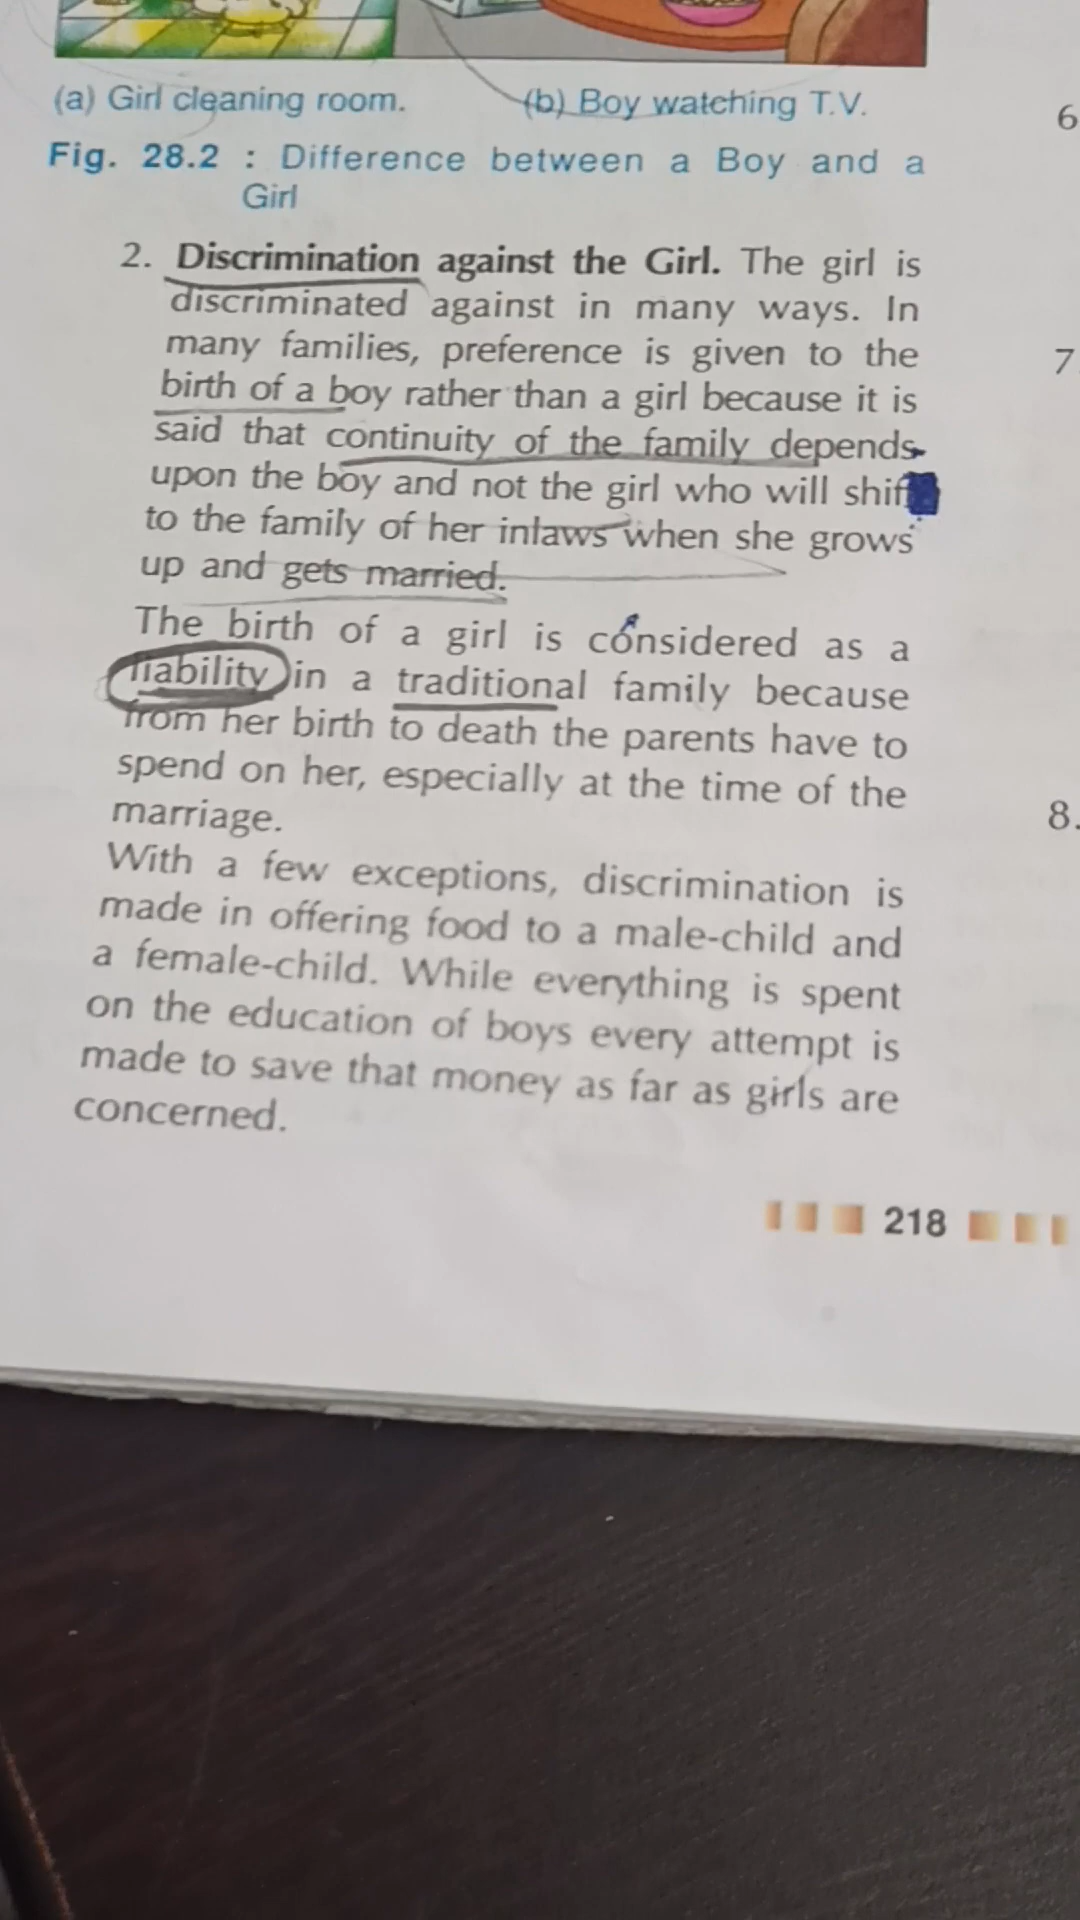 (a) Girl cleaning room.
(b) Boy watching T.V.
Fig. 28.2 : Difference between a Boy and a
Girl
2. Discrimination against the Girl. The girl is
discriminated against in many ways. In
many families, preference is given to the
birth of a boy rather than a girl because it is
said that continuity of the family depends
upon the boy and not the girl who will shift
to the family of her inlaws when she grows
up and gets married.
The birth of a girl is considered as a
liability in a traditional family because
from her birth to death the parents have to
spend on her, especially at the time of the
marriage.
With a few exceptions, discrimination is
made in offering food to a male-child and
a female-child. While everything is spent
on the education of boys every attempt is
made to save that money as far as girls are
concerned.
218
6
7
8.